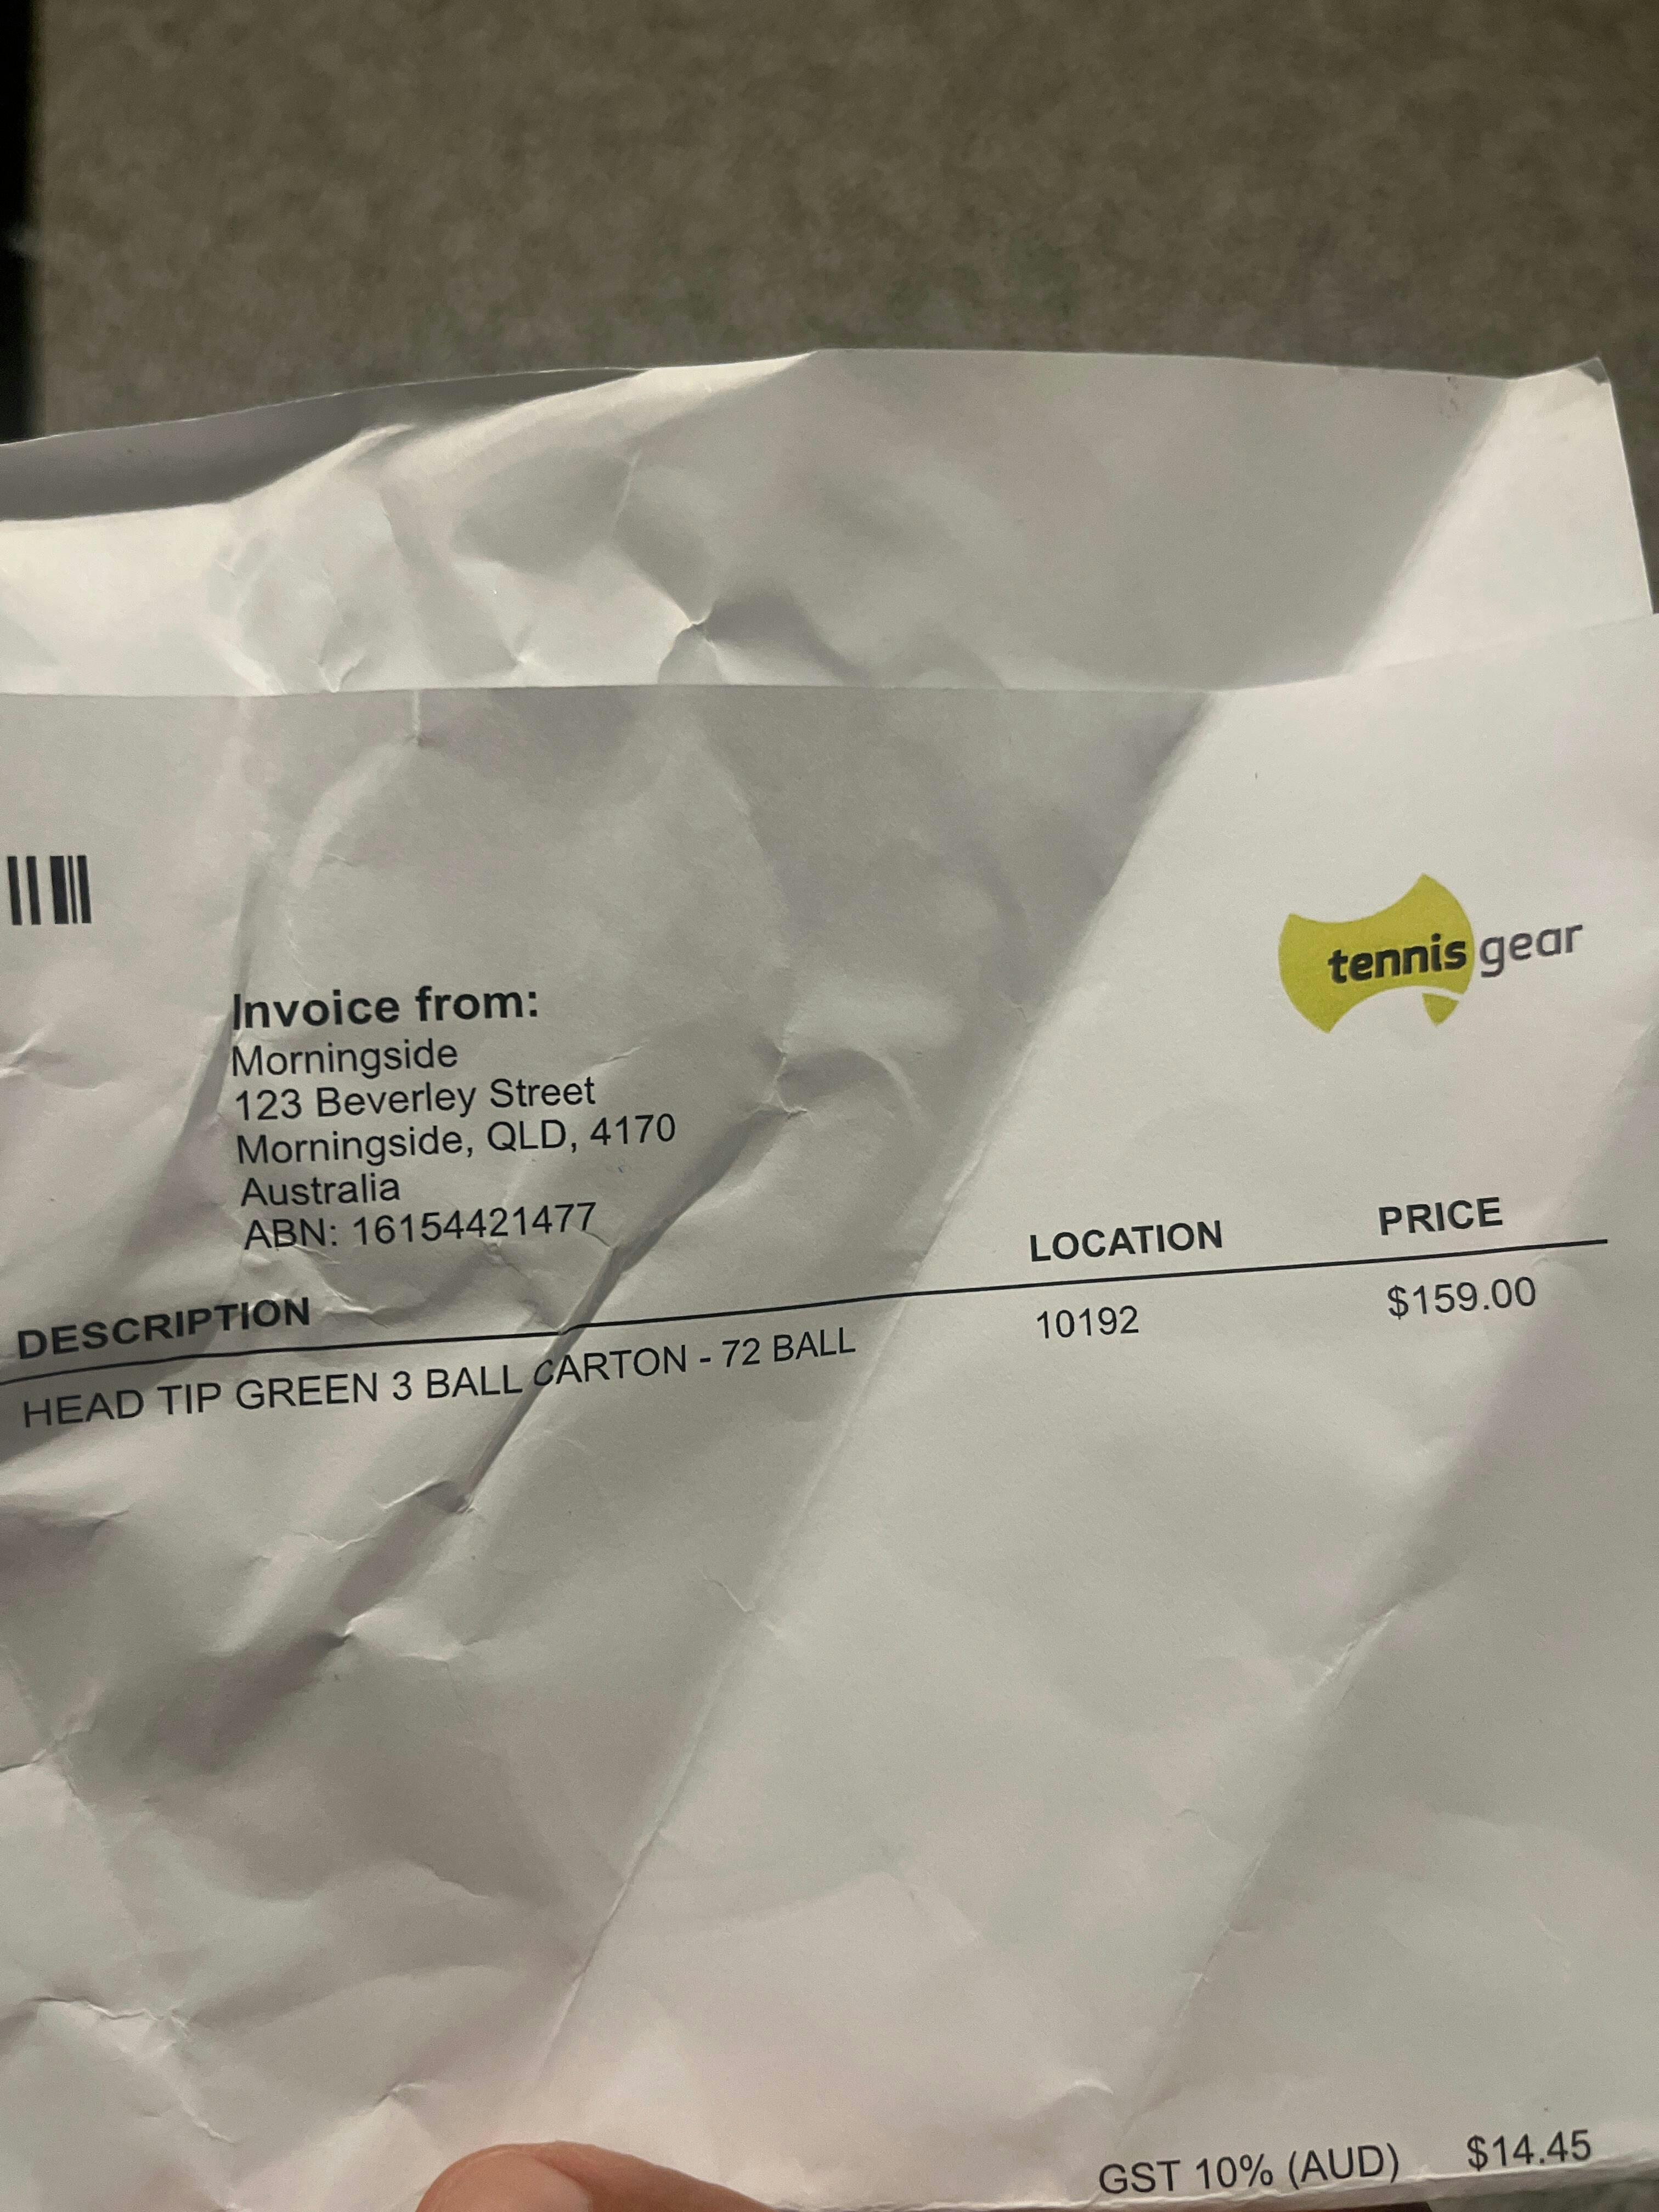 tennis gear
Invoice from:
Morningside
123 Beverley Street
Morningside, QLD, 4170
Australia
ABN: 16154421477
DESCRIPTION LOCATION PRICE
HEAD TIP GREEN 3 BALL CARTON - 72 BALL 10192 $159.00
GST 10% (AUD) $14.45